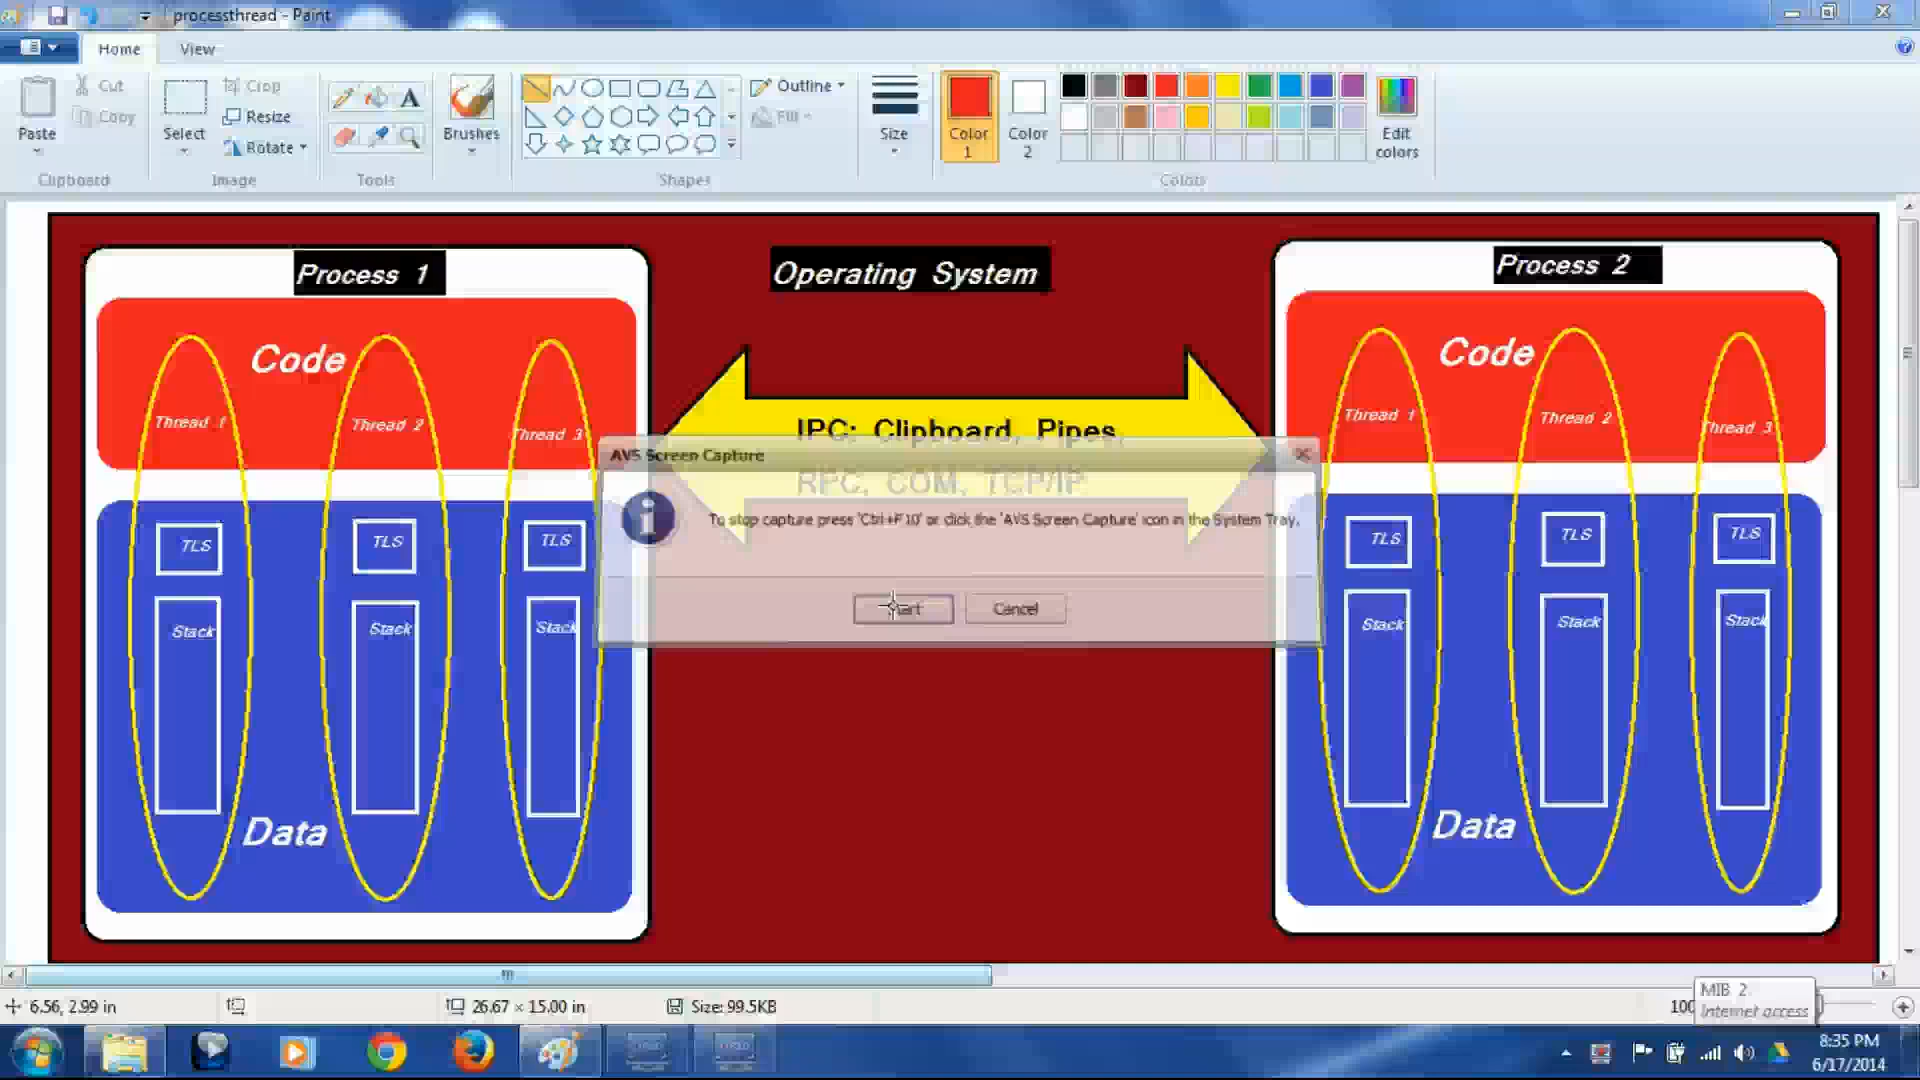 processthread - Paint
Home View
Cut
Copy
Paste
Clipboard
Crop
Resize
Rotate
Select
Image
Tools
Brushes
Outline
Fill
Shapes
Size
Color 1
Color 2
Edit colors
Colors
Process 1
Operating System
Process 2
Code
Code
Thread 1 Thread 2 Thread 3
Thread 1 Thread 2 Thread 3
IPC: Clipboard, Pipes,
RPC, COM, TCP/IP
AVS Screen Capture
To stop capture press 'Ctrl+F10' or click the 'AVS Screen Capture' icon in the System Tray.
Cancel
TLS TLS TLS
TLS TLS TLS
Stack Stack Stack
Stack Stack Stack
Data
Data
6.56, 2.99 in
26.67 × 15.00 in
Size: 99.5KB
100
MIB 2
Internet access
8:35 PM
6/17/2014